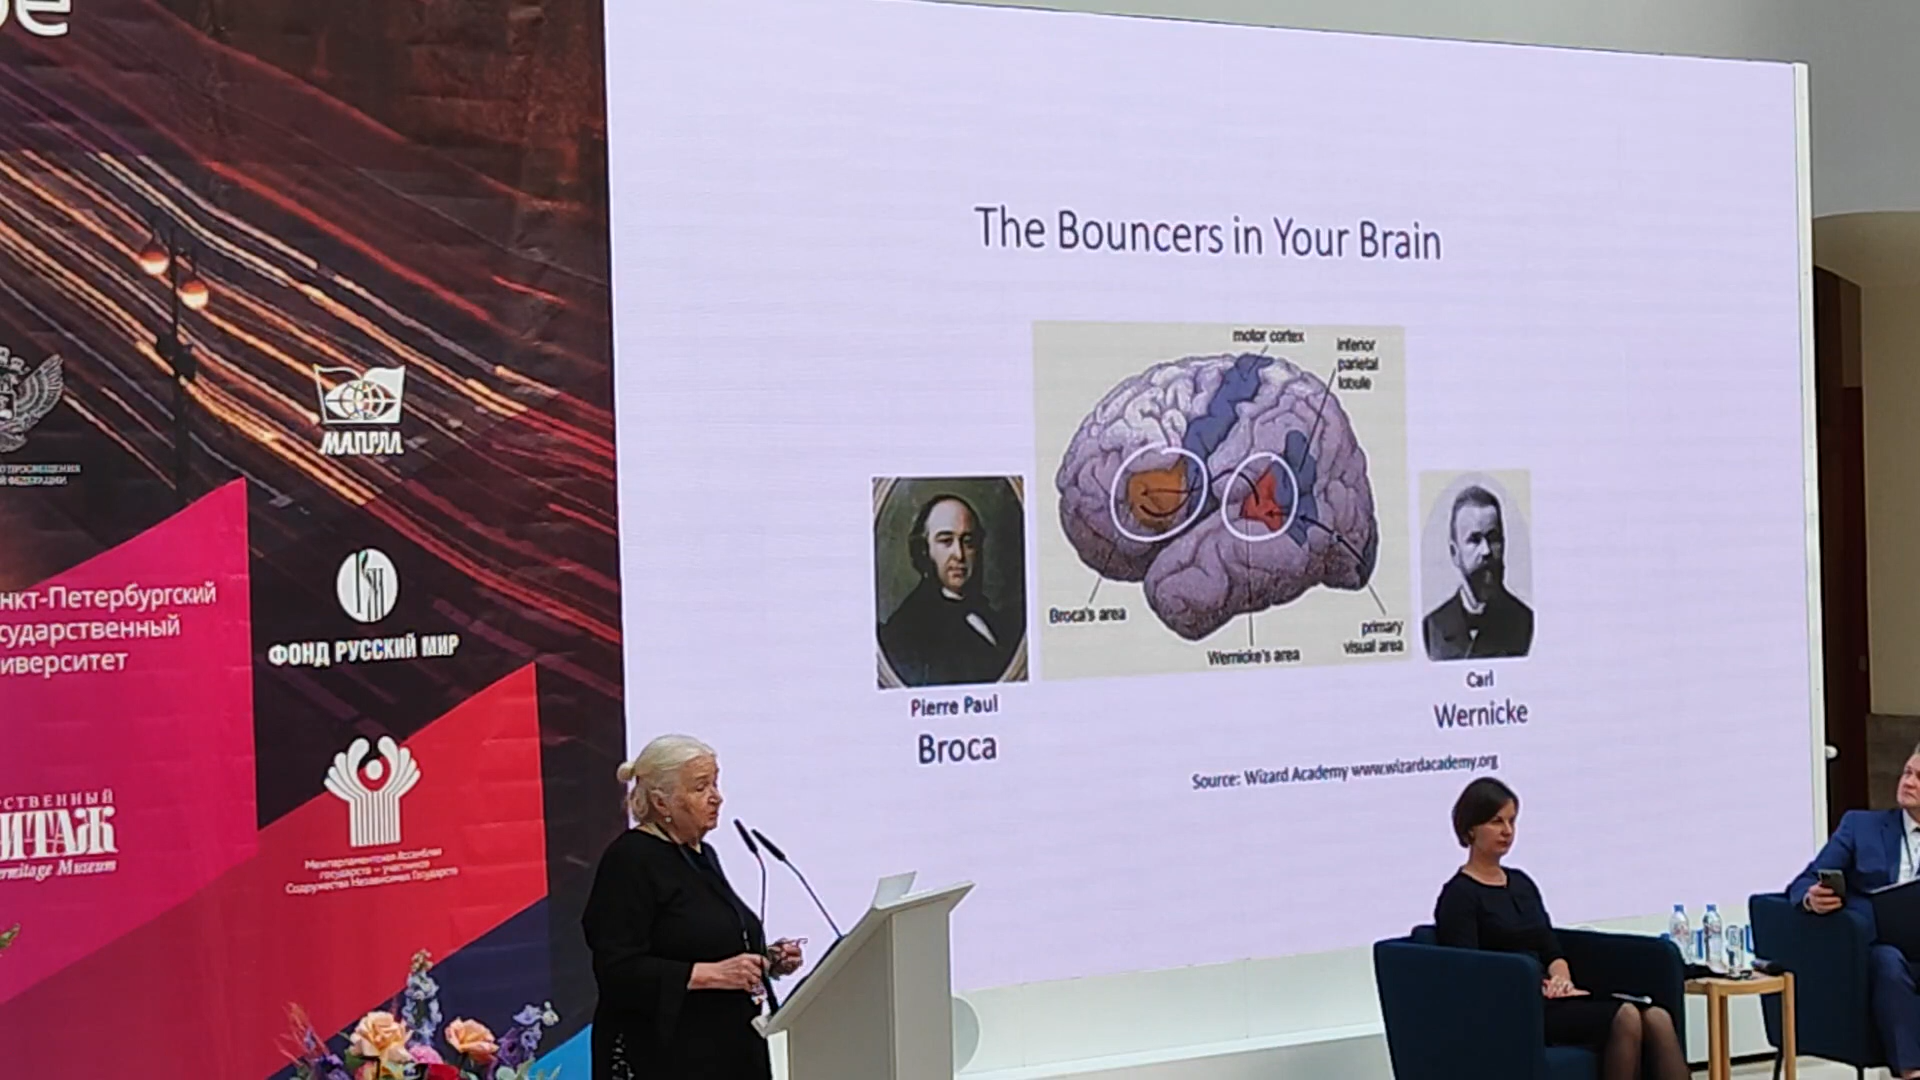 МАПРЯЛ
ФОНД РУССКИЙ МИР
нкт-Петербургский
сударственный
иверситет
рственный
итаж
rmitage Museum
Межпарламентская Ассамблея
государств – участников
Содружества Независимых Государств
The Bouncers in Your Brain
motor cortex
inferior
parietal
lobule
Broca's area
Wernicke's area
primary
visual area
Pierre Paul
Broca
Carl
Wernicke
Source: Wizard Academy www.wizardacademy.org